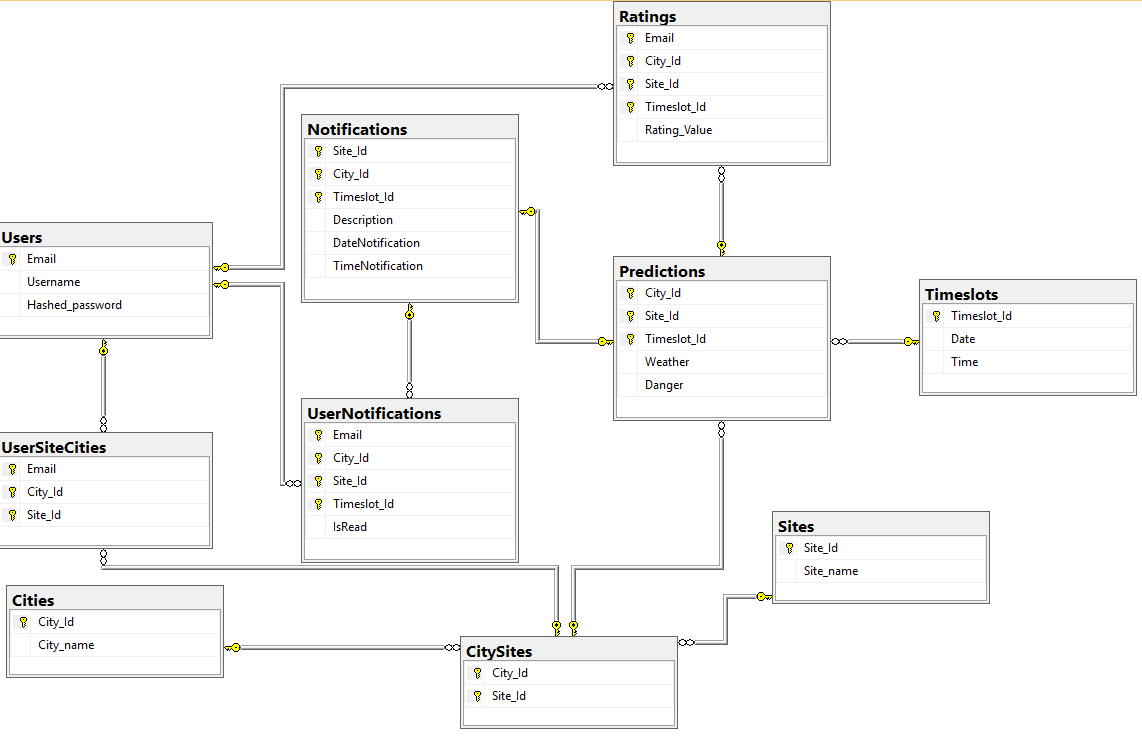 Ratings
Email
City_Id
Site_Id
Timeslot_Id
Rating_Value
Notifications
Site_Id
City_Id
Timeslot_Id
Description
DateNotification
TimeNotification
Users
Email
Username
Hashed_password
Predictions
City_Id
Site_Id
Timeslot_Id
Weather
Danger
Timeslots
Timeslot_Id
Date
Time
UserNotifications
Email
City_Id
Site_Id
Timeslot_Id
IsRead
UserSiteCities
Email
City_Id
Site_Id
Sites
Site_Id
Site_name
Cities
City_Id
City_name
CitySites
City_Id
Site_Id